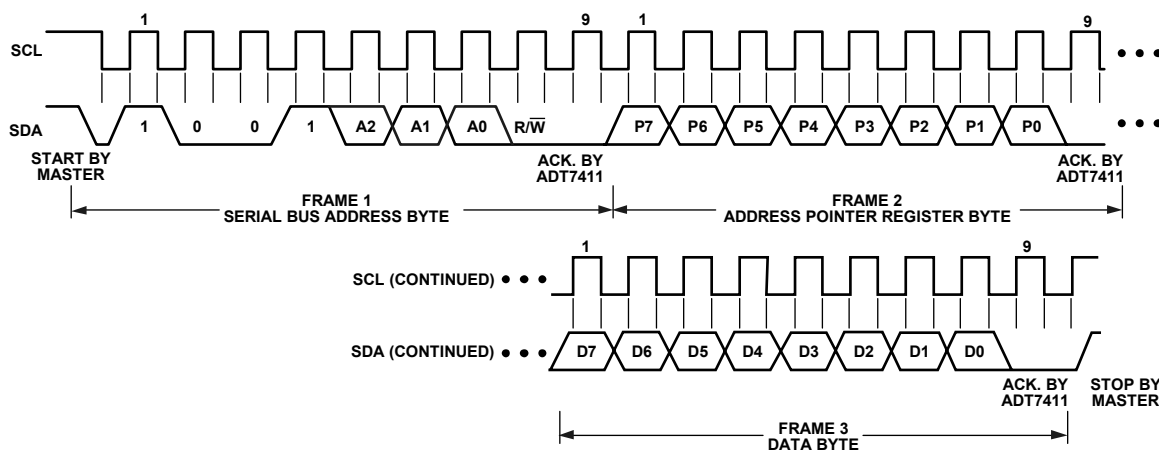 1 9 1 9
SCL
SDA 1 0 0 1 A2 A1 A0 R/W̅ P7 P6 P5 P4 P3 P2 P1 P0
START BY
MASTER
ACK. BY
ADT7411
ACK. BY
ADT7411
FRAME 1
SERIAL BUS ADDRESS BYTE
FRAME 2
ADDRESS POINTER REGISTER BYTE
1 9
SCL (CONTINUED)
SDA (CONTINUED) D7 D6 D5 D4 D3 D2 D1 D0
ACK. BY
ADT7411
STOP BY
MASTER
FRAME 3
DATA BYTE